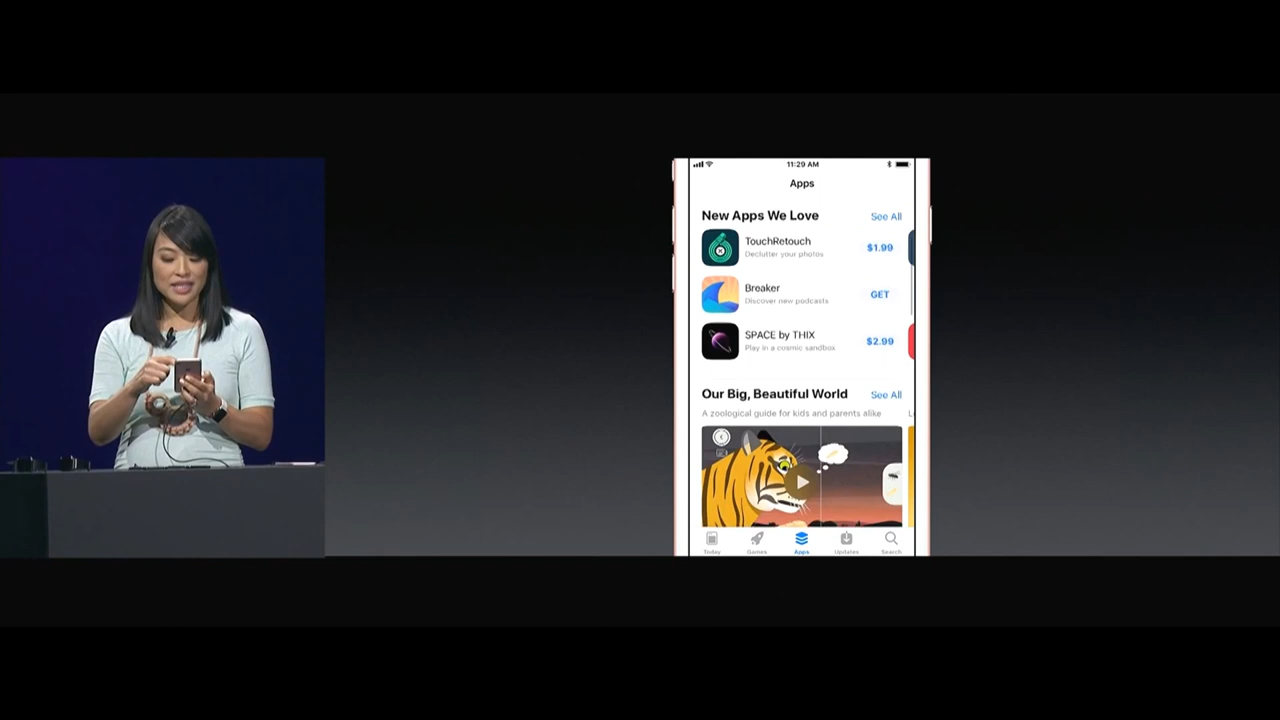 11:29 AM
Apps
New Apps We Love
See All
TouchRetouch
Declutter your photos
$1.99
Breaker
Discover new podcasts
GET
SPACE by THIX
Play in a cosmic sandbox
$2.99
Our Big, Beautiful World
See All
A zoological guide for kids and parents alike
Today
Games
Apps
Updates
Search